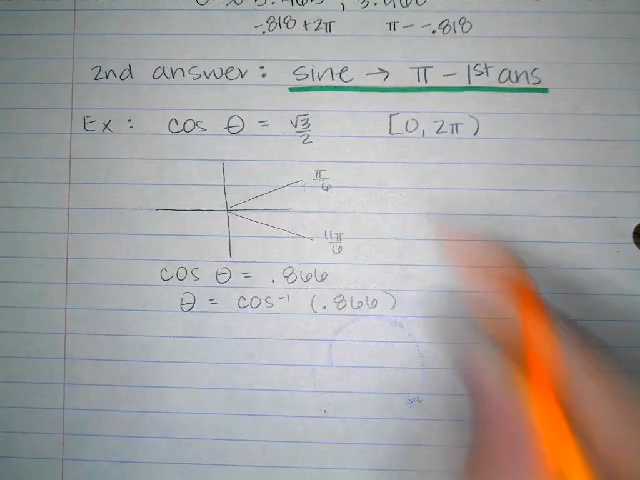 -.818+2π π--.818
2nd answer: sine → π - 1st ans
Ex: cos θ = √3/2 [0, 2π)
π/6
11π/6
cos θ = .866
θ = cos⁻¹ (.866)